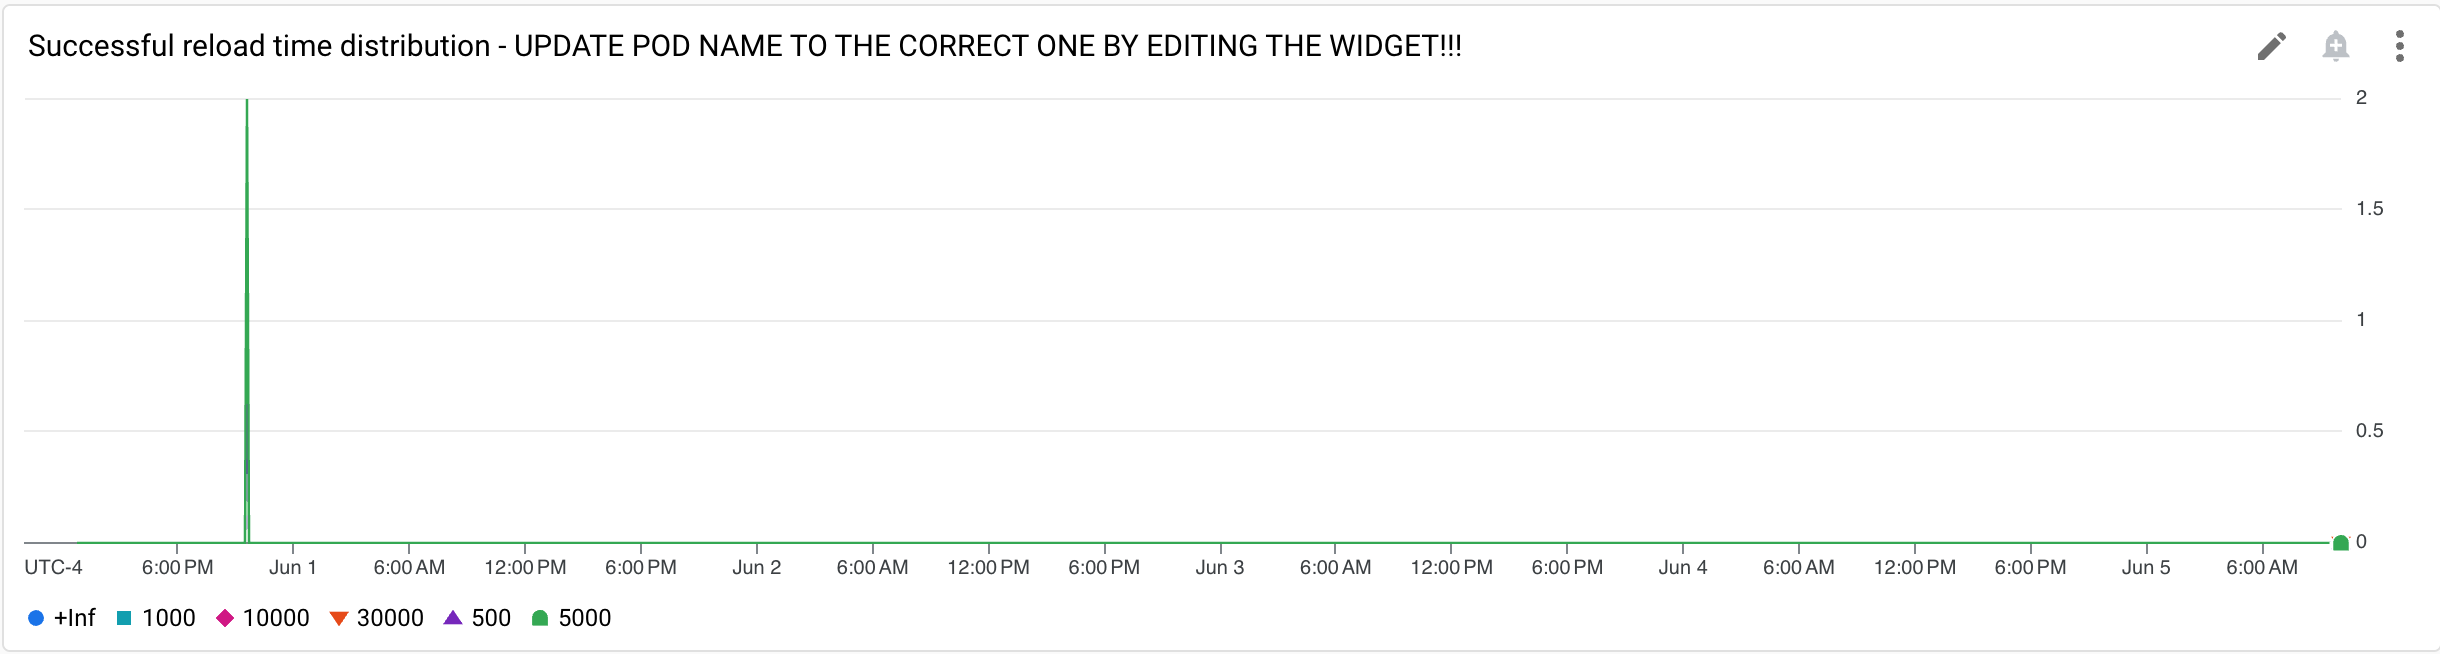 Successful reload time distribution - UPDATE POD NAME TO THE CORRECT ONE BY EDITING THE WIDGET!!!
2
1.5
1
0.5
0
UTC-4 6:00 PM Jun 1 6:00 AM 12:00 PM 6:00 PM Jun 2 6:00 AM 12:00 PM 6:00 PM Jun 3 6:00 AM 12:00 PM 6:00 PM Jun 4 6:00 AM 12:00 PM 6:00 PM Jun 5 6:00 AM
+Inf 1000 10000 30000 500 5000